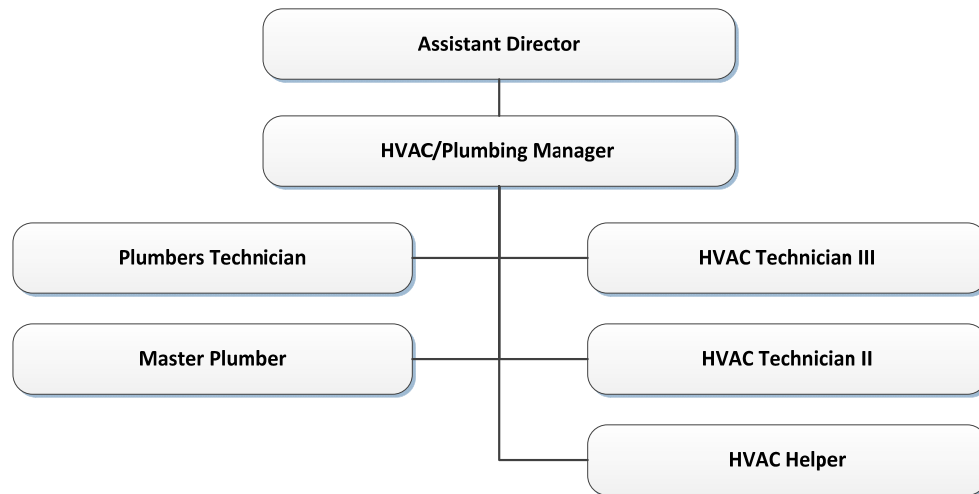 Assistant Director
HVAC/Plumbing Manager
Plumbers Technician
HVAC Technician III
Master Plumber
HVAC Technician II
HVAC Helper